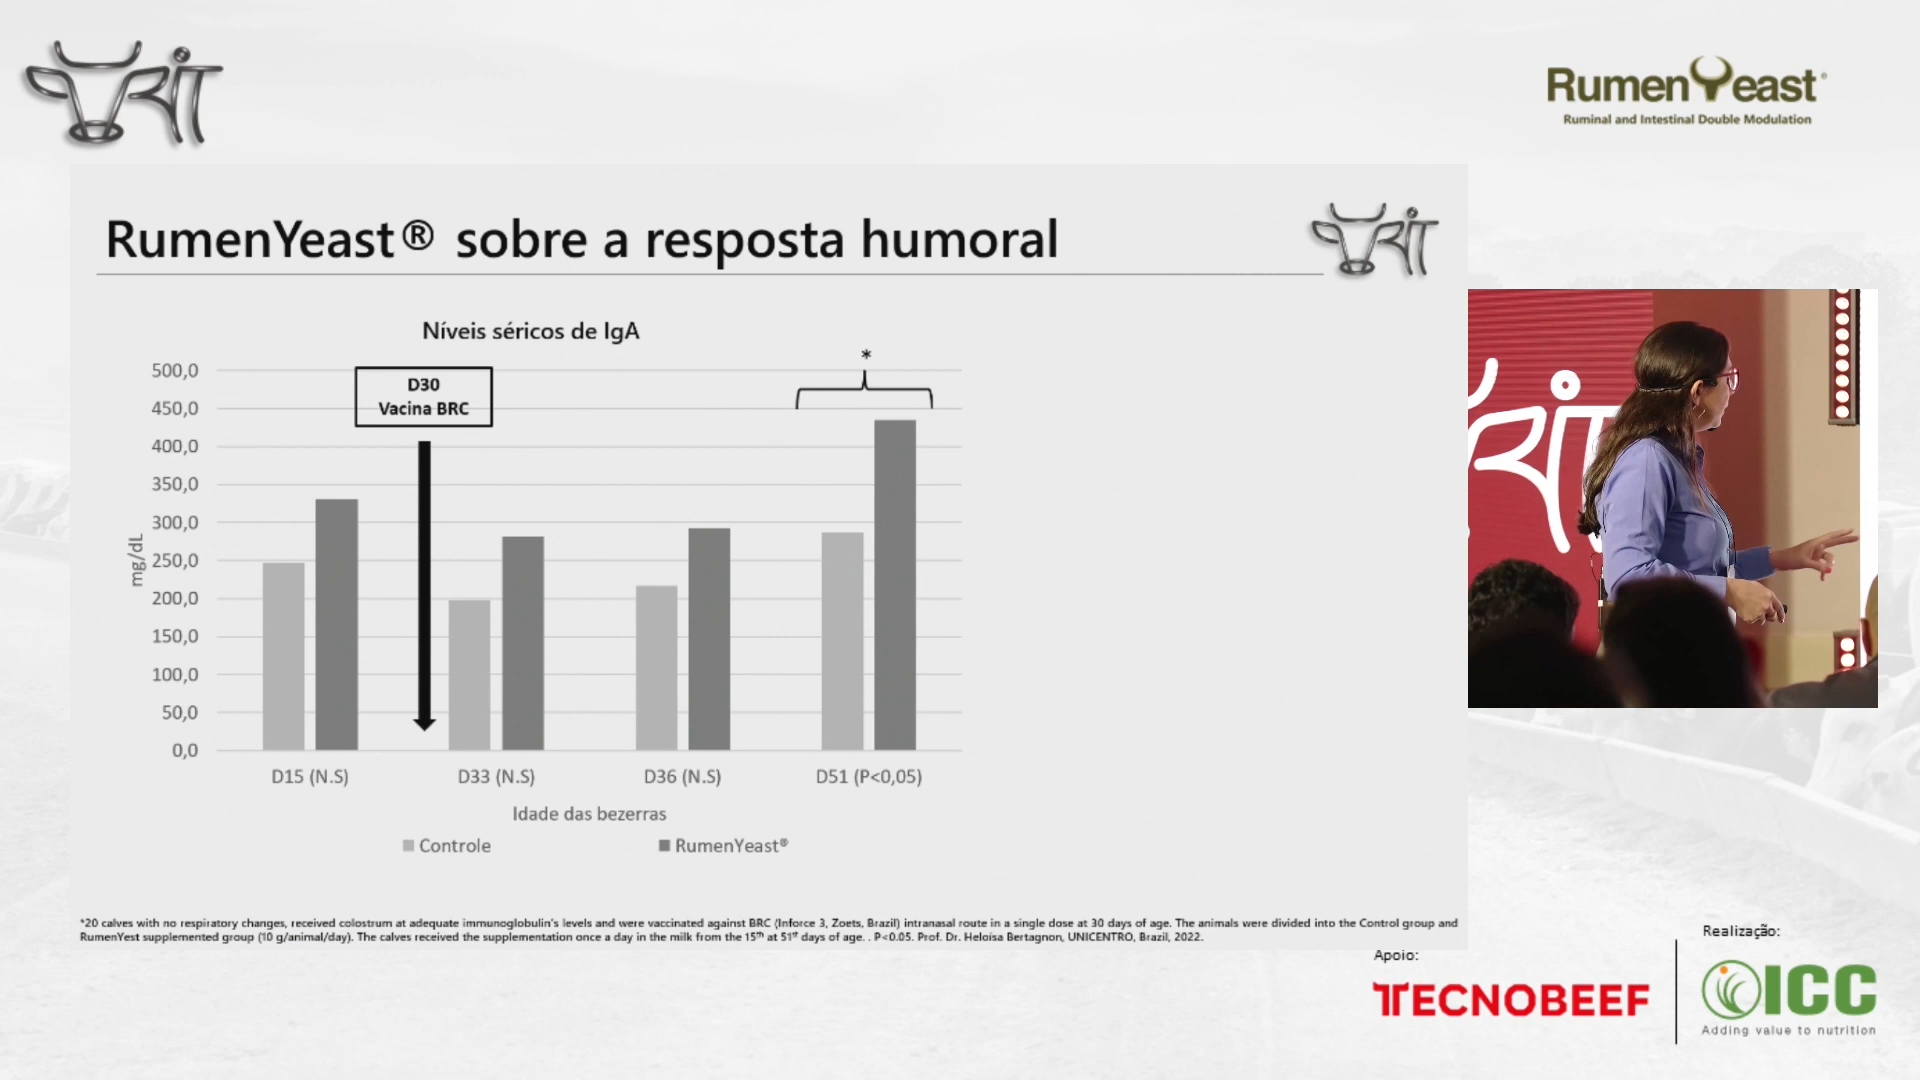 RIT
RumenYeast®
Ruminal and Intestinal Double Modulation
RumenYeast® sobre a resposta humoral
RIT
Níveis séricos de IgA
*
D30
Vacina BRC
500,0
450,0
400,0
350,0
300,0
250,0
200,0
150,0
100,0
50,0
0,0
mg/dL
D15 (N.S) D33 (N.S) D36 (N.S) D51 (P<0,05)
Idade das bezerras
Controle RumenYeast®
*20 calves with no respiratory changes, received colostrum at adequate immunoglobulin's levels and were vaccinated against BRC (Inforce 3, Zoets, Brazil) intranasal route in a single dose at 30 days of age. The animals were divided into the Control group and
RumenYest supplemented group (10 g/animal/day). The calves received the supplementation once a day in the milk from the 15th at 51st days of age. . P<0.05. Prof. Dr. Heloísa Bertagnon, UNICENTRO, Brazil, 2022.
RIT
Apoio:
TECNOBEEF
Realização:
ICC
Adding value to nutrition